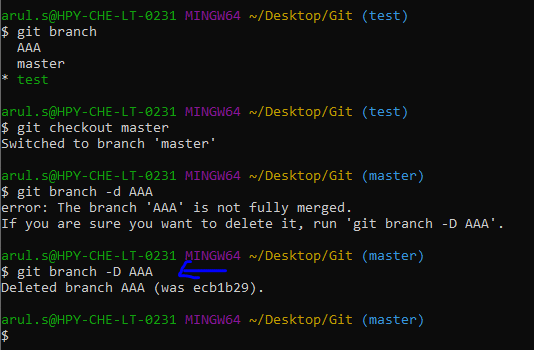 arul.s@HPY-CHE-LT-0231 MINGW64 ~/Desktop/Git (test)
$ git branch
  AAA
  master
* test
arul.s@HPY-CHE-LT-0231 MINGW64 ~/Desktop/Git (test)
$ git checkout master
Switched to branch 'master'
arul.s@HPY-CHE-LT-0231 MINGW64 ~/Desktop/Git (master)
$ git branch -d AAA
error: The branch 'AAA' is not fully merged.
If you are sure you want to delete it, run 'git branch -D AAA'.
arul.s@HPY-CHE-LT-0231 MINGW64 ~/Desktop/Git (master)
$ git branch -D AAA
Deleted branch AAA (was ecb1b29).
arul.s@HPY-CHE-LT-0231 MINGW64 ~/Desktop/Git (master)
$